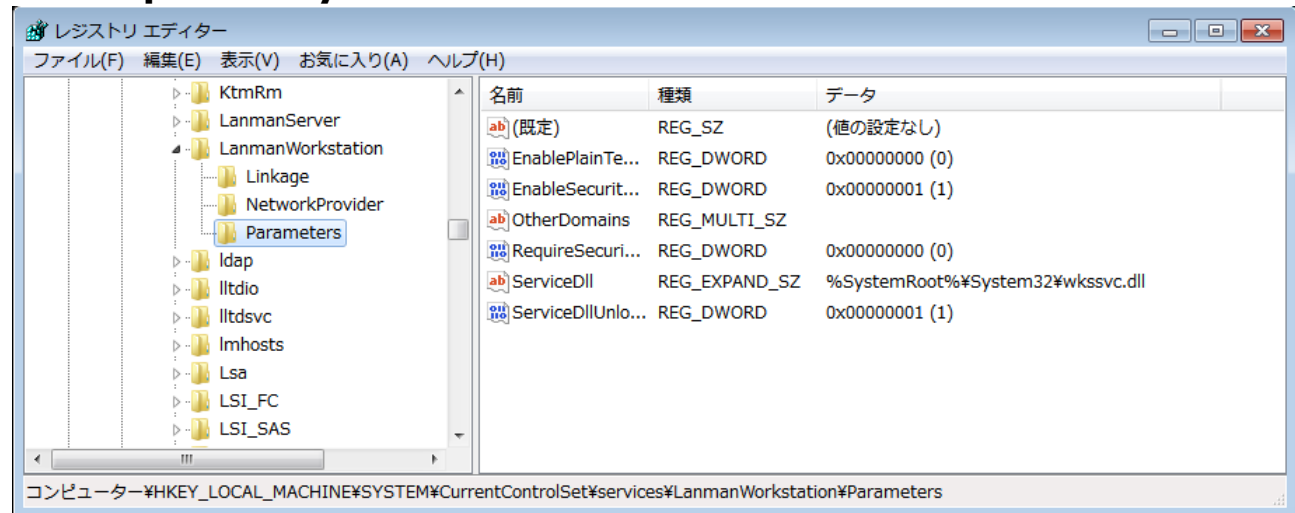 レジストリ エディター
ファイル(F) 編集(E) 表示(V) お気に入り(A) ヘルプ(H)
KtmRm
LanmanServer
LanmanWorkstation
Linkage
NetworkProvider
Parameters
ldap
lltdio
lltdsvc
lmhosts
Lsa
LSI_FC
LSI_SAS
名前 種類 データ
(既定) REG_SZ (値の設定なし)
EnablePlainTe... REG_DWORD 0x00000000 (0)
EnableSecurit... REG_DWORD 0x00000001 (1)
OtherDomains REG_MULTI_SZ
RequireSecuri... REG_DWORD 0x00000000 (0)
ServiceDll REG_EXPAND_SZ %SystemRoot%¥System32¥wkssvc.dll
ServiceDllUnlo... REG_DWORD 0x00000001 (1)
コンピューター¥HKEY_LOCAL_MACHINE¥SYSTEM¥CurrentControlSet¥services¥LanmanWorkstation¥Parameters